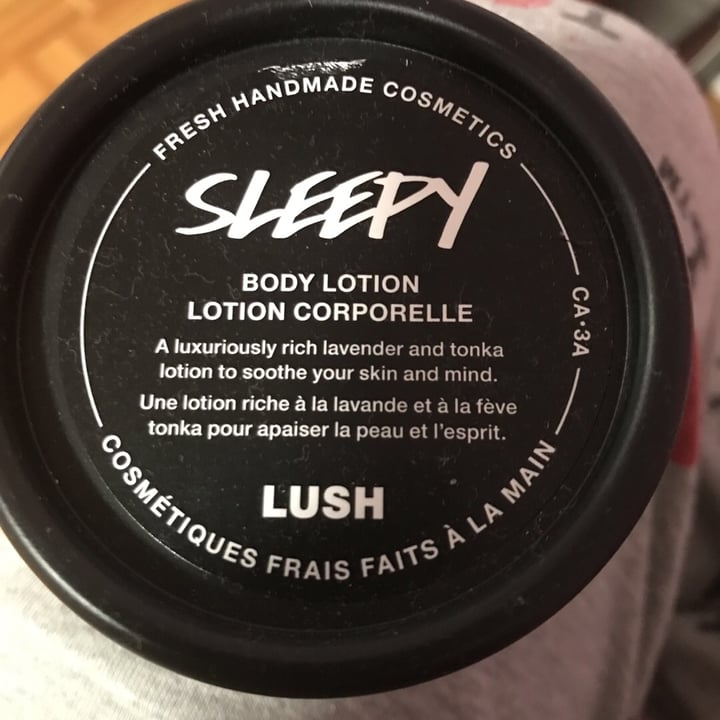 FRESH HANDMADE COSMETICS
SLEEPY
BODY LOTION
LOTION CORPORELLE
CA•3A
A luxuriously rich lavender and tonka
lotion to soothe your skin and mind.
Une lotion riche à la lavande et à la fève
tonka pour apaiser la peau et l'esprit.
LUSH
COSMÉTIQUES FRAIS FAITS À LA MAIN